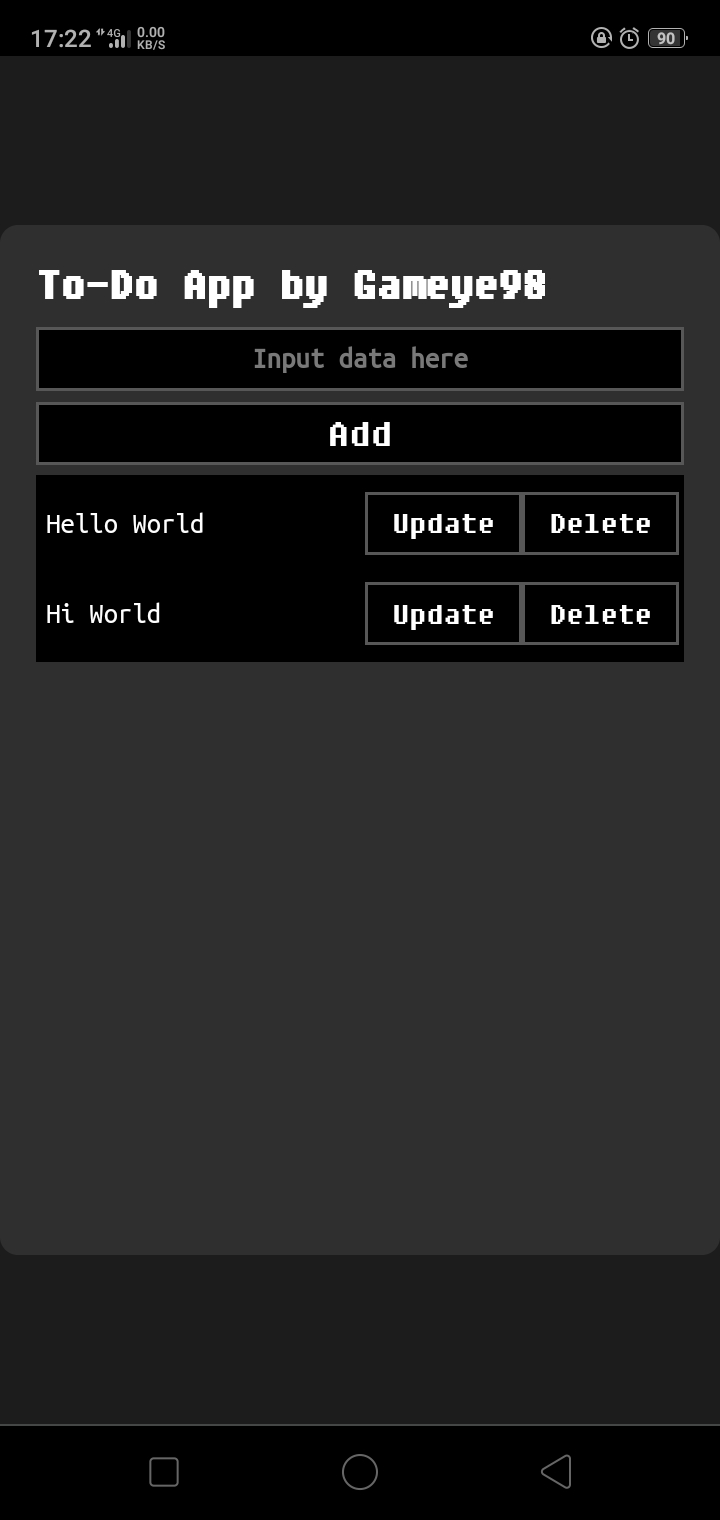 17:22 4G 0.00 KB/S 90
To-Do App by Gameye98
Input data here
Add
Hello World Update Delete
Hi World Update Delete